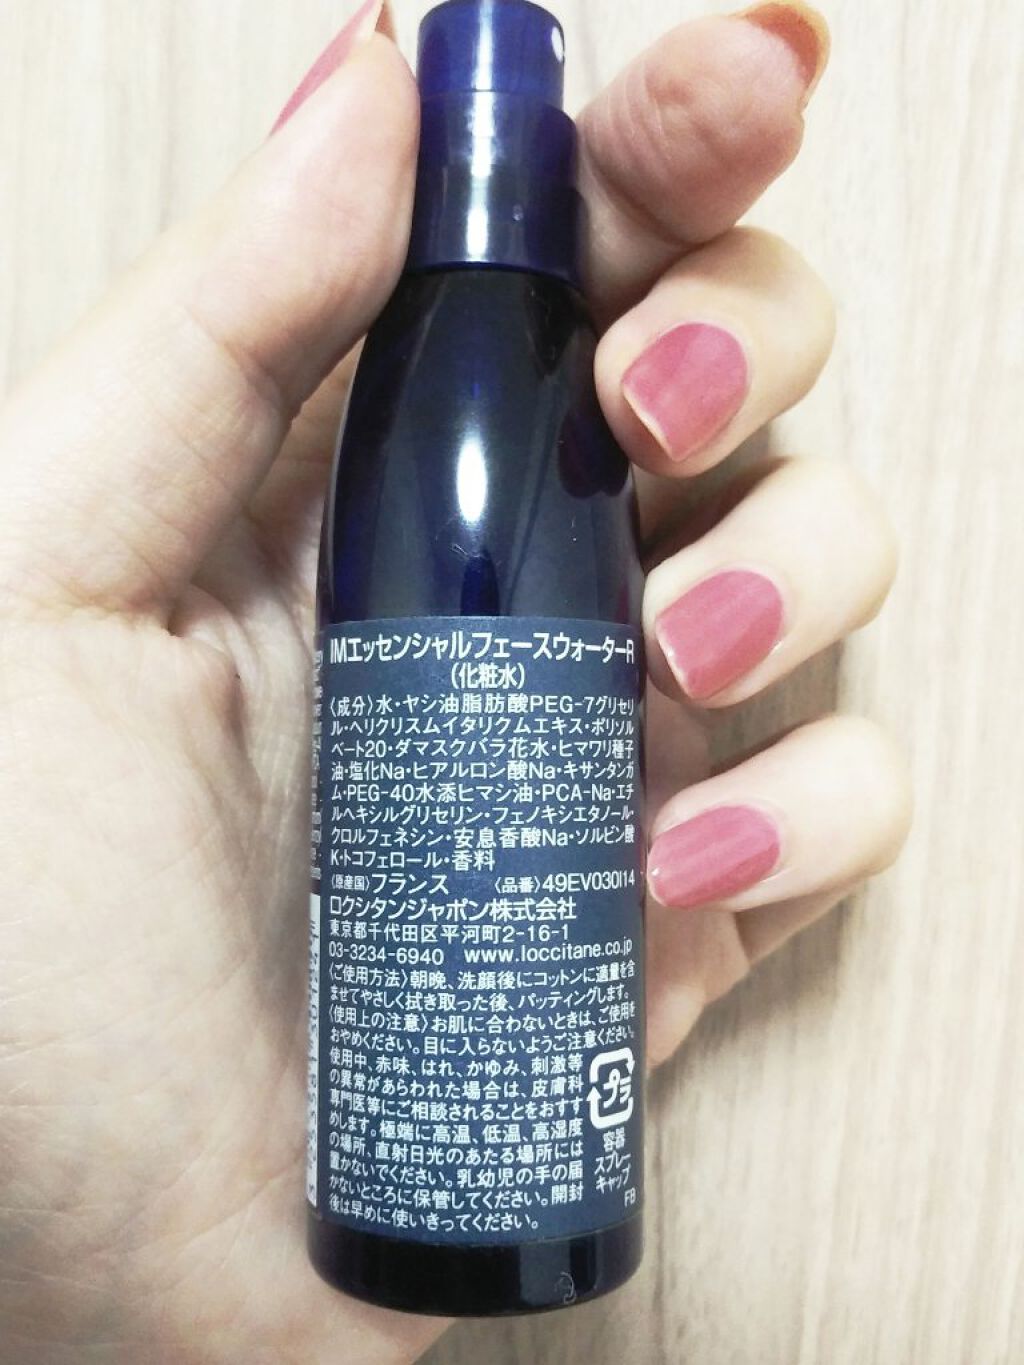 IMエッセンシャルフェースウォーターR
(化粧水)
〈成分〉水・ヤシ油脂肪酸PEG-7グリセリ
ル・ヘリクリスムイタリクムエキス・ポリソル
ベート20・ダマスクバラ花水・ヒマワリ種子
油・塩化Na・ヒアルロン酸Na・キサンタンガ
ム・PEG-40水添ヒマシ油・PCA-Na・エチ
ルヘキシルグリセリン・フェノキシエタノール・
クロルフェネシン・安息香酸Na・ソルビン酸
K・トコフェロール・香料
〈原産国〉フランス 〈品番〉49EV030I14
ロクシタンジャポン株式会社
東京都千代田区平河町2-16-1
03-3234-6940 www.loccitane.co.jp
〈ご使用方法〉朝晩、洗顔後にコットンに適量を含
ませてやさしく拭き取った後、パッティングします。
〈使用上の注意〉お肌に合わないときは、ご使用を
おやめください。目に入らないようご注意ください。
使用中、赤味、はれ、かゆみ、刺激等
の異常があらわれた場合は、皮膚科
専門医等にご相談されることをおすす
めします。極端に高温、低温、高湿度
の場所、直射日光のあたる場所には
置かないでください。乳幼児の手の届
かないところに保管してください。開封
後は早めに使いきってください。
プラ
容器
スプレー
キャップ
FB